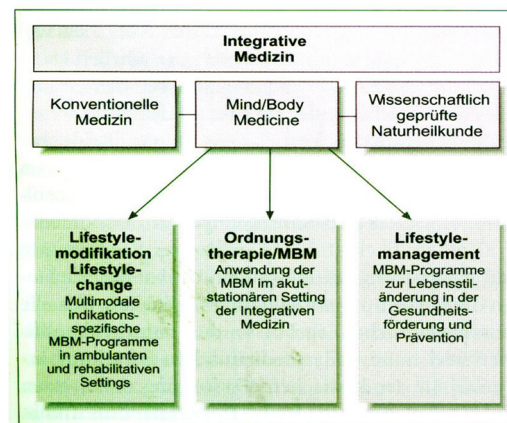 Integrative
Medizin
Konventionelle
Medizin
Mind/Body
Medicine
Wissenschaftlich
geprüfte
Naturheilkunde
Lifestyle-
modifikation
Lifestyle-
change
Multimodale
indikations-
spezifische
MBM-Programme
in ambulanten
und rehabilitativen
Settings
Ordnungs-
therapie/MBM
Anwendung der
MBM im akut-
stationären Setting
der Integrativen
Medizin
Lifestyle-
management
MBM-Programme
zur Lebensstil-
änderung in der
Gesundheits-
förderung und
Prävention